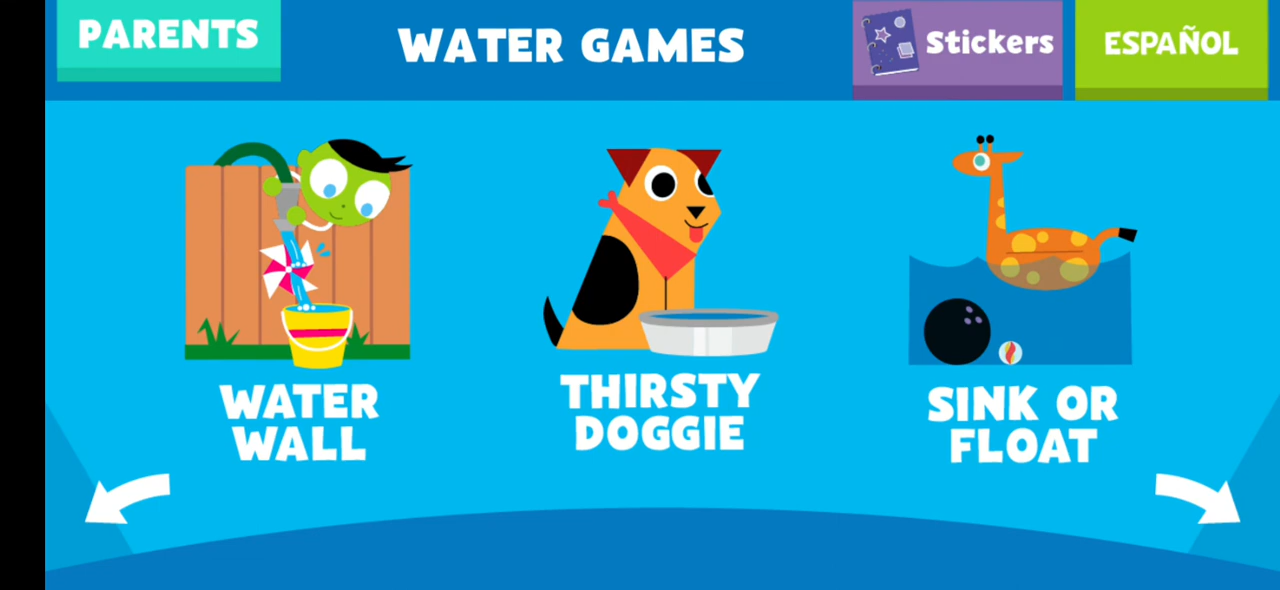 PARENTS
WATER GAMES
Stickers
ESPAÑOL
WATER
WALL
THIRSTY
DOGGIE
SINK OR
FLOAT